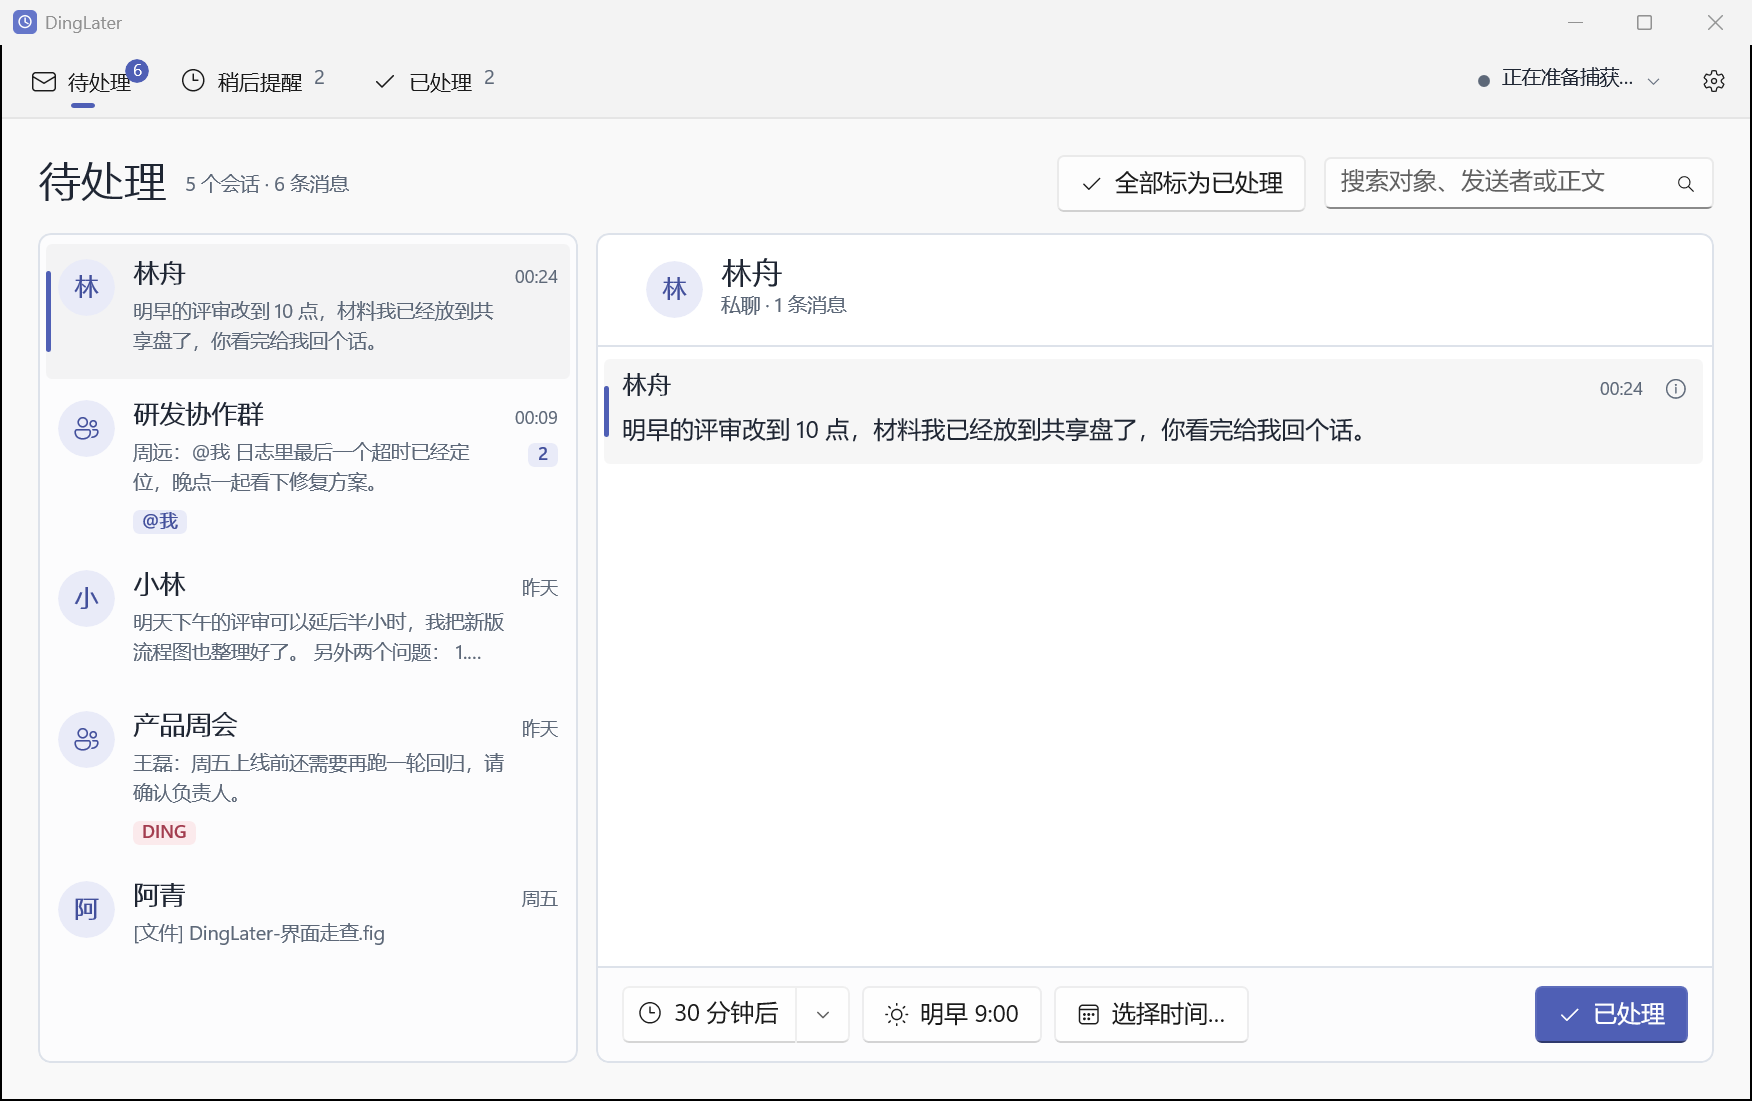 DingLater
待处理 6
稍后提醒 2
已处理 2
正在准备捕获...
待处理
5 个会话 · 6 条消息
全部标为已处理
搜索对象、发送者或正文
林
林舟
00:24
明早的评审改到 10 点，材料我已经放到共
享盘了，你看完给我回个话。
研发协作群
00:09
周远：@我 日志里最后一个超时已经定
位，晚点一起看下修复方案。
2
@我
小
小林
昨天
明天下午的评审可以延后半小时，我把新版
流程图也整理好了。 另外两个问题： 1....
产品周会
昨天
王磊：周五上线前还需要再跑一轮回归，请
确认负责人。
DING
阿
阿青
周五
[文件] DingLater-界面走查.fig
林
林舟
私聊 · 1 条消息
林舟
00:24
明早的评审改到 10 点，材料我已经放到共享盘了，你看完给我回个话。
30 分钟后
明早 9:00
选择时间...
已处理